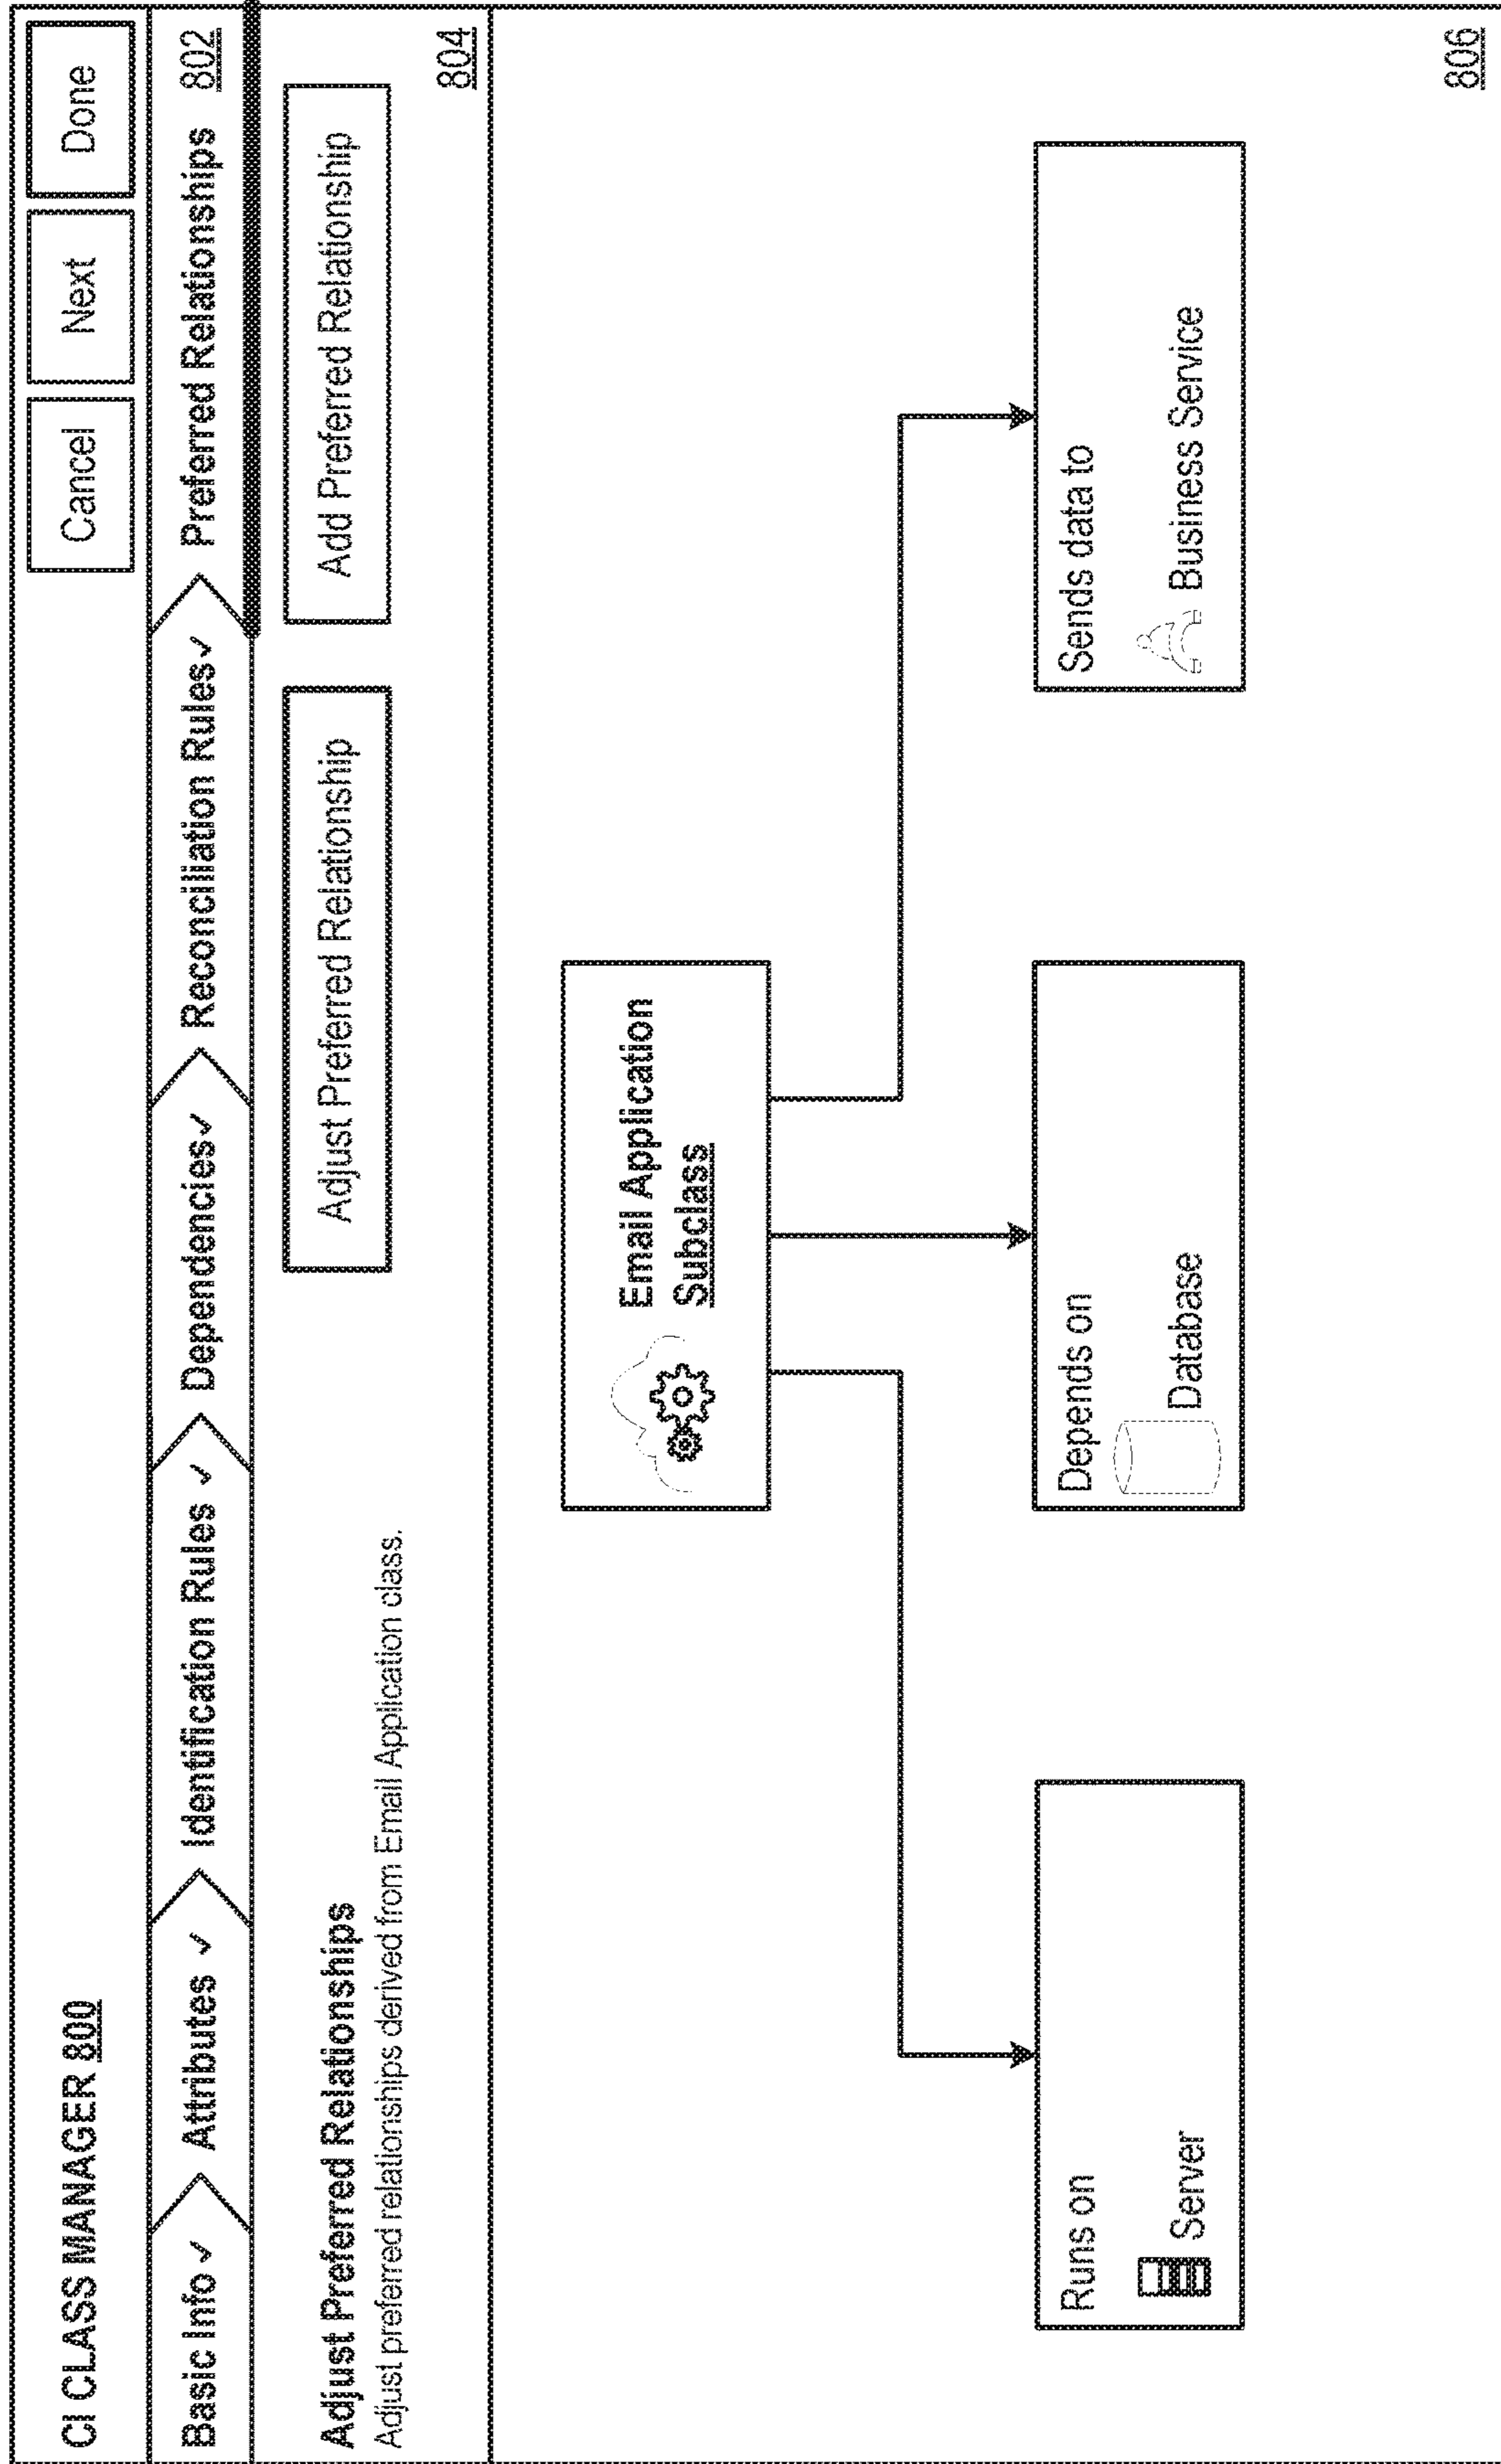 CI CLASS MANAGER 800
Cancel
Next
Done
Basic Info ✓
Attributes ✓
Identification Rules ✓
Dependencies ✓
Reconciliation Rules ✓
Preferred Relationships
802
Adjust Preferred Relationships
Adjust preferred relationships derived from Email Application class.
Adjust Preferred Relationship
Add Preferred Relationship
804
Email Application
Subclass
Runs on
Server
Depends on
Database
Sends data to
Business Service
806